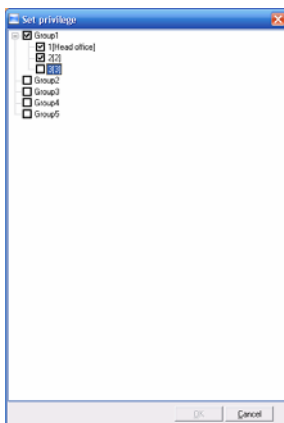 Set privilege
Group1
1[Head office]
2[2]
3[3]
Group2
Group3
Group4
Group5
OK
Cancel